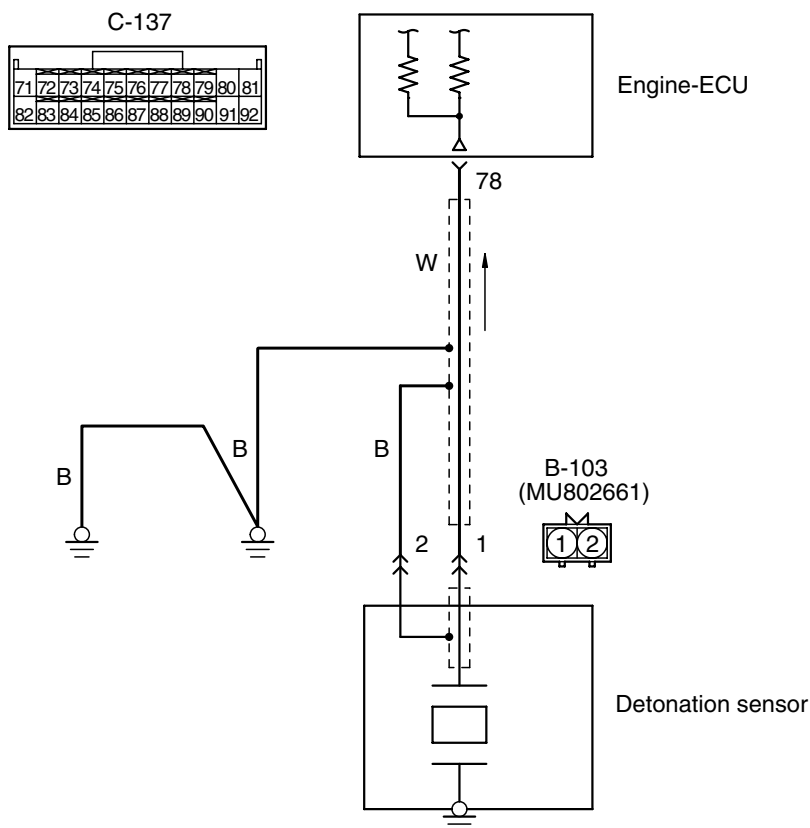 C-137
71 72 73 74 75 76 77 78 79 80 81
82 83 84 85 86 87 88 89 90 91 92
Engine-ECU
78
W
B
B
B
B-103
(MU802661)
1 2
2
1
Detonation sensor